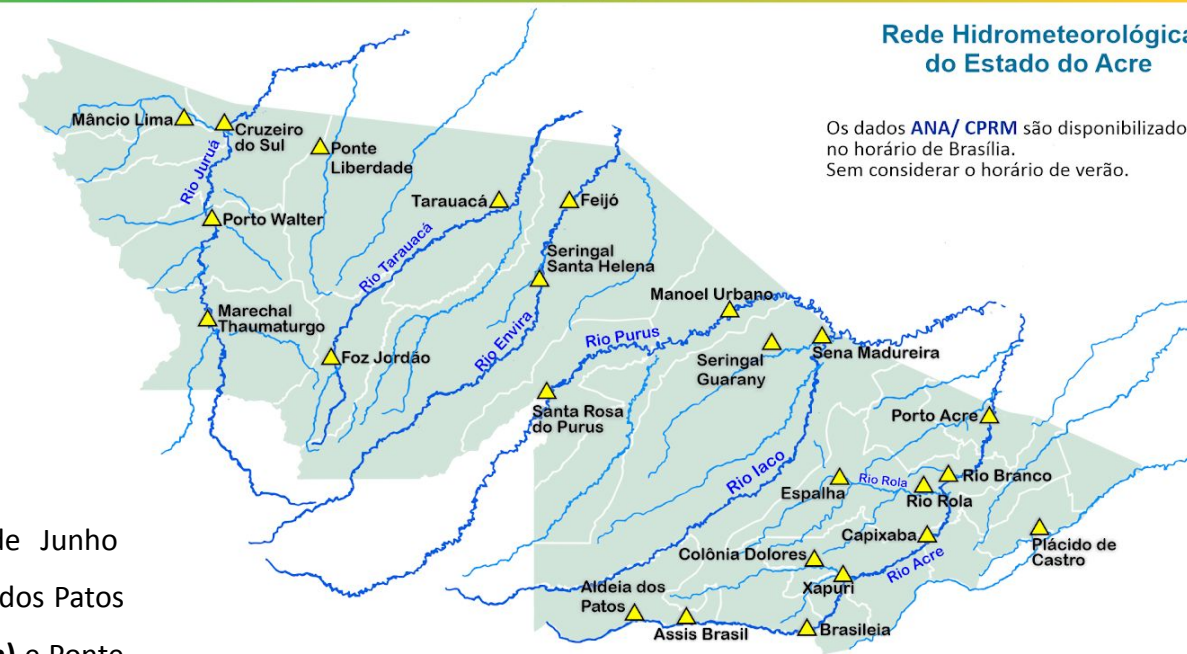 Rede Hidrometeorológica
do Estado do Acre
Os dados ANA/ CPRM são disponibilizado
no horário de Brasília.
Sem considerar o horário de verão.
Mâncio Lima
Cruzeiro
do Sul
Ponte
Liberdade
Rio Juruá
Tarauacá
Feijó
Porto Walter
Rio Tarauacá
Seringal
Santa Helena
Manoel Urbano
Marechal
Thaumaturgo
Foz Jordão
Rio Envira
Rio Purus
Seringal
Guarany
Sena Madureira
Santa Rosa
do Purus
Porto Acre
Rio Iaco
Espalha
Rio Rola
Rio Rola
Rio Branco
Capixaba
Plácido de
Castro
Colônia Dolores
Rio Acre
Xapuri
Aldeia dos
Patos
Assis Brasil
Brasileia
de Junho
dos Patos
) e Ponte